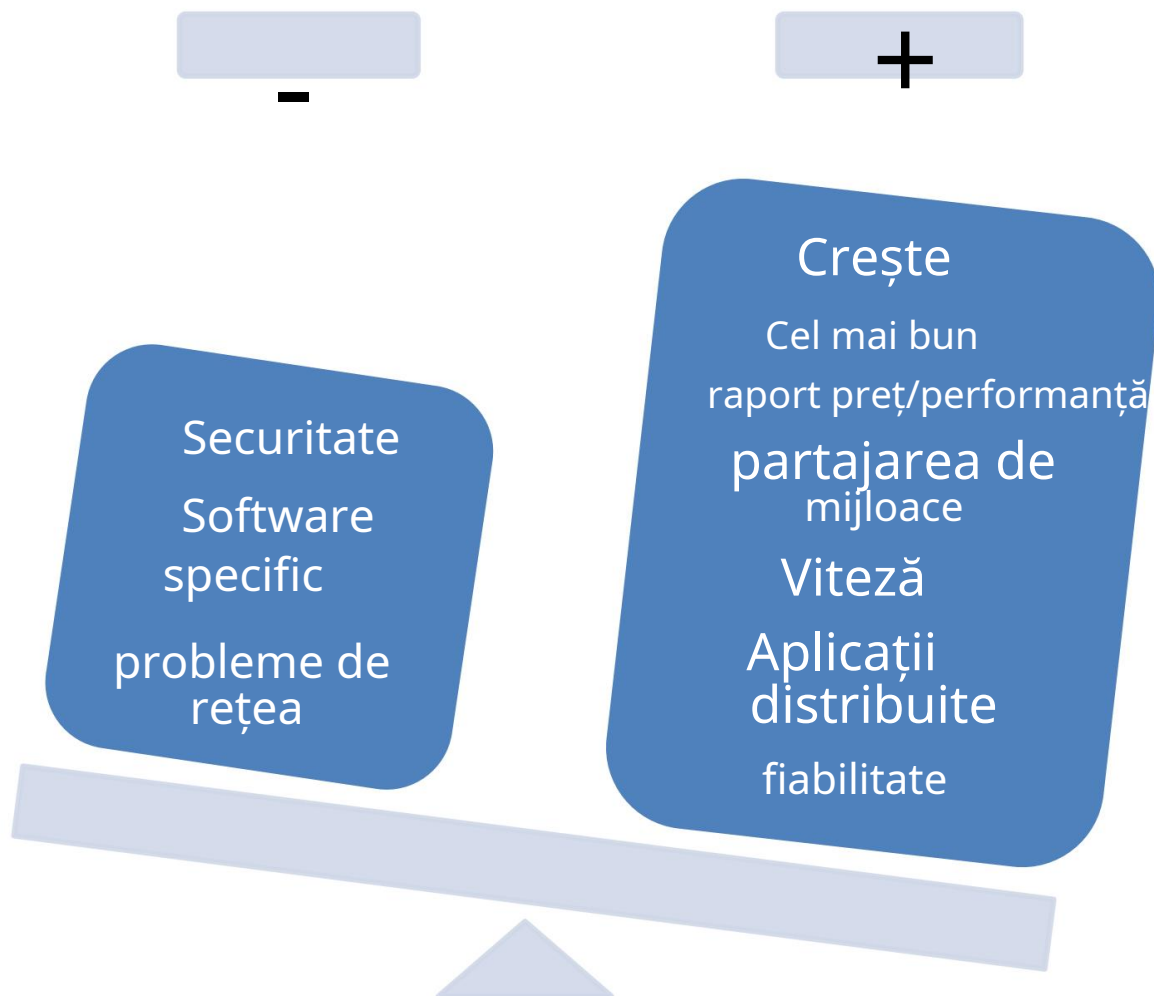 -
+
Securitate
Software
specific
probleme de
rețea
Crește
Cel mai bun
raport preț/performanță
partajarea de
mijloace
Viteză
Aplicații
distribuite
fiabilitate